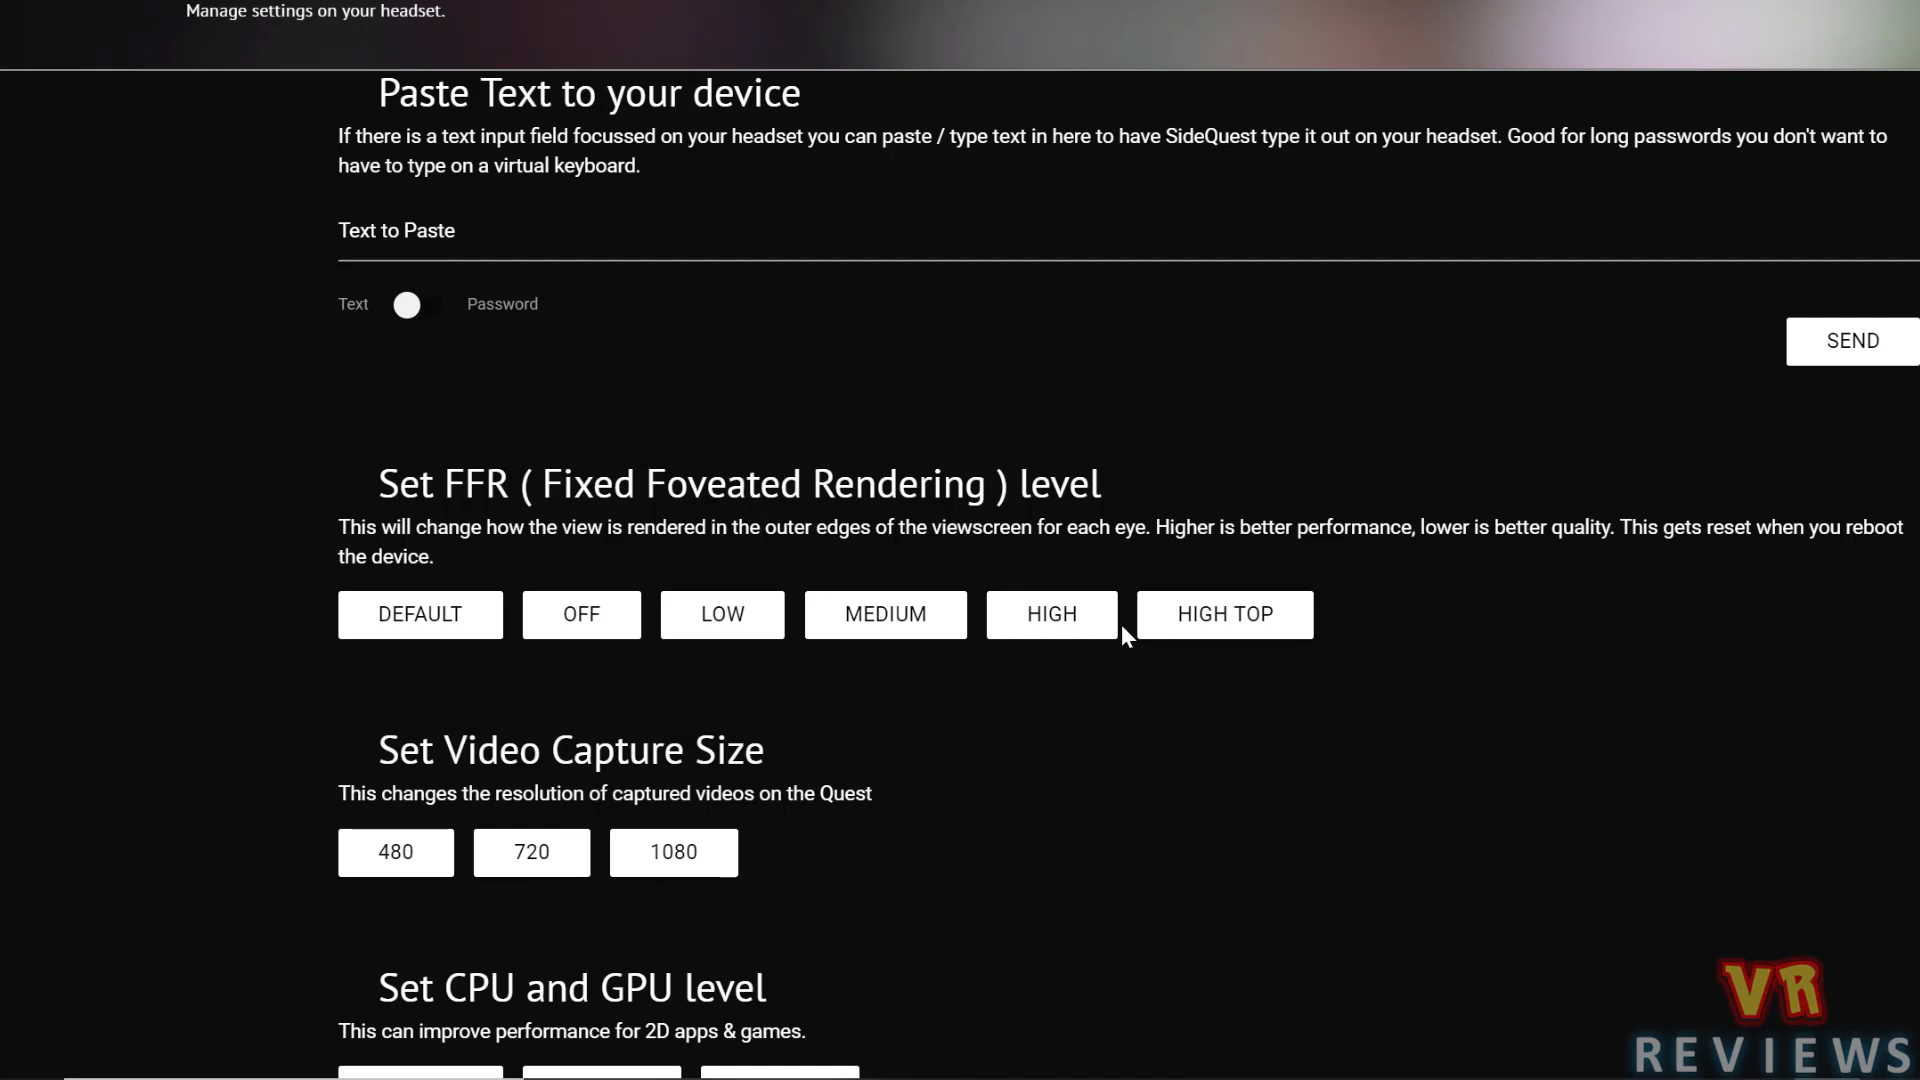 Manage settings on your headset.
Paste Text to your device
If there is a text input field focussed on your headset you can paste / type text in here to have SideQuest type it out on your headset. Good for long passwords you don't want to
have to type on a virtual keyboard.
Text to Paste
Text Password
SEND
Set FFR ( Fixed Foveated Rendering ) level
This will change how the view is rendered in the outer edges of the viewscreen for each eye. Higher is better performance, lower is better quality. This gets reset when you reboot
the device.
DEFAULT OFF LOW MEDIUM HIGH HIGH TOP
Set Video Capture Size
This changes the resolution of captured videos on the Quest
480 720 1080
Set CPU and GPU level
This can improve performance for 2D apps & games.
VR
REVIEWS